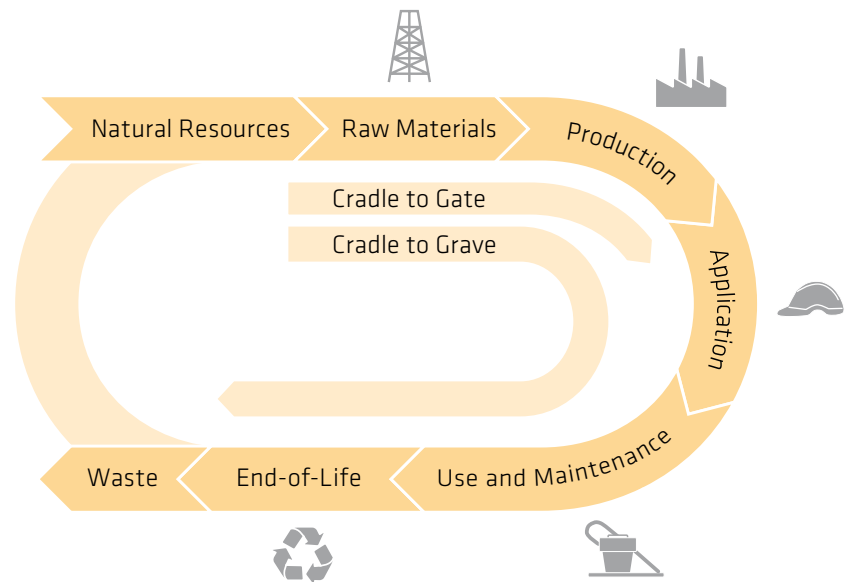 Natural Resources
Raw Materials
Production
Cradle to Gate
Cradle to Grave
Application
Use and Maintenance
End-of-Life
Waste